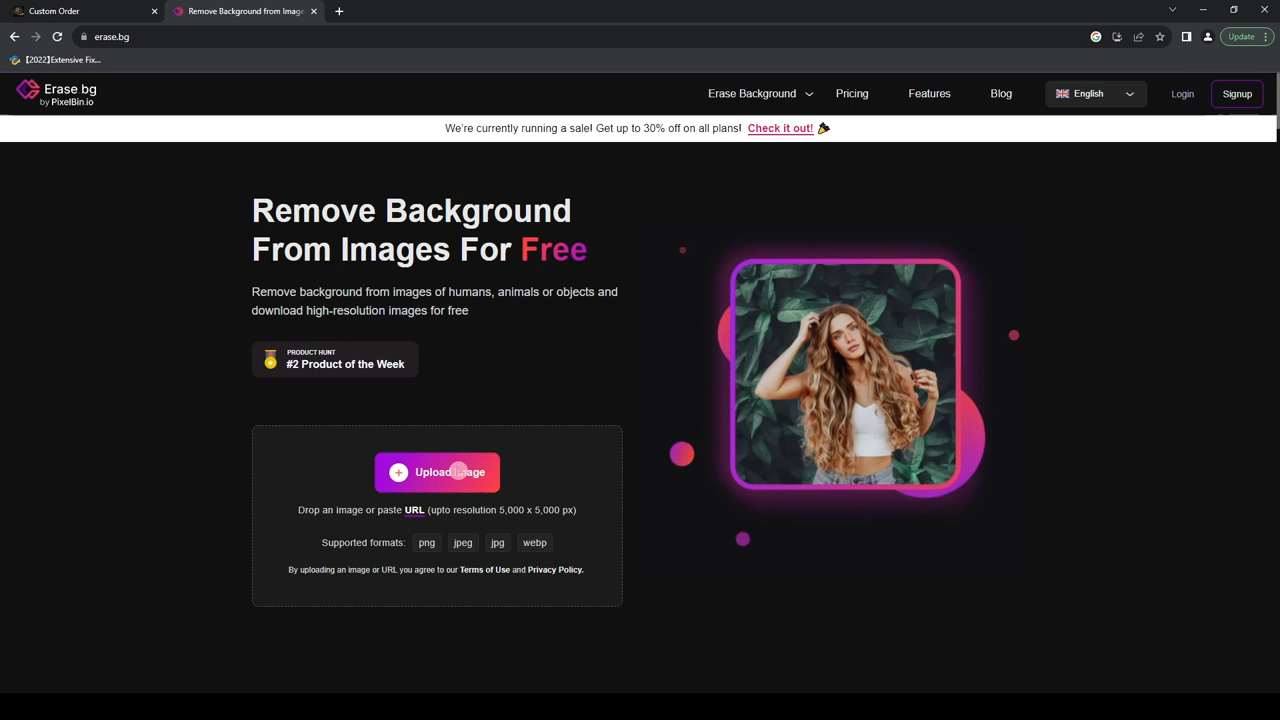 Custom Order
Remove Background from Image
erase.bg
Update
【2022】Extensive Fix...
Erase bg
by PixelBin.io
Erase Background
Pricing
Features
Blog
English
Login
Signup
We're currently running a sale! Get up to 30% off on all plans! Check it out!
Remove Background
From Images For Free
Remove background from images of humans, animals or objects and
download high-resolution images for free
PRODUCT HUNT
#2 Product of the Week
Upload Image
Drop an image or paste URL (upto resolution 5,000 x 5,000 px)
Supported formats: png jpeg jpg webp
By uploading an image or URL you agree to our Terms of Use and Privacy Policy.